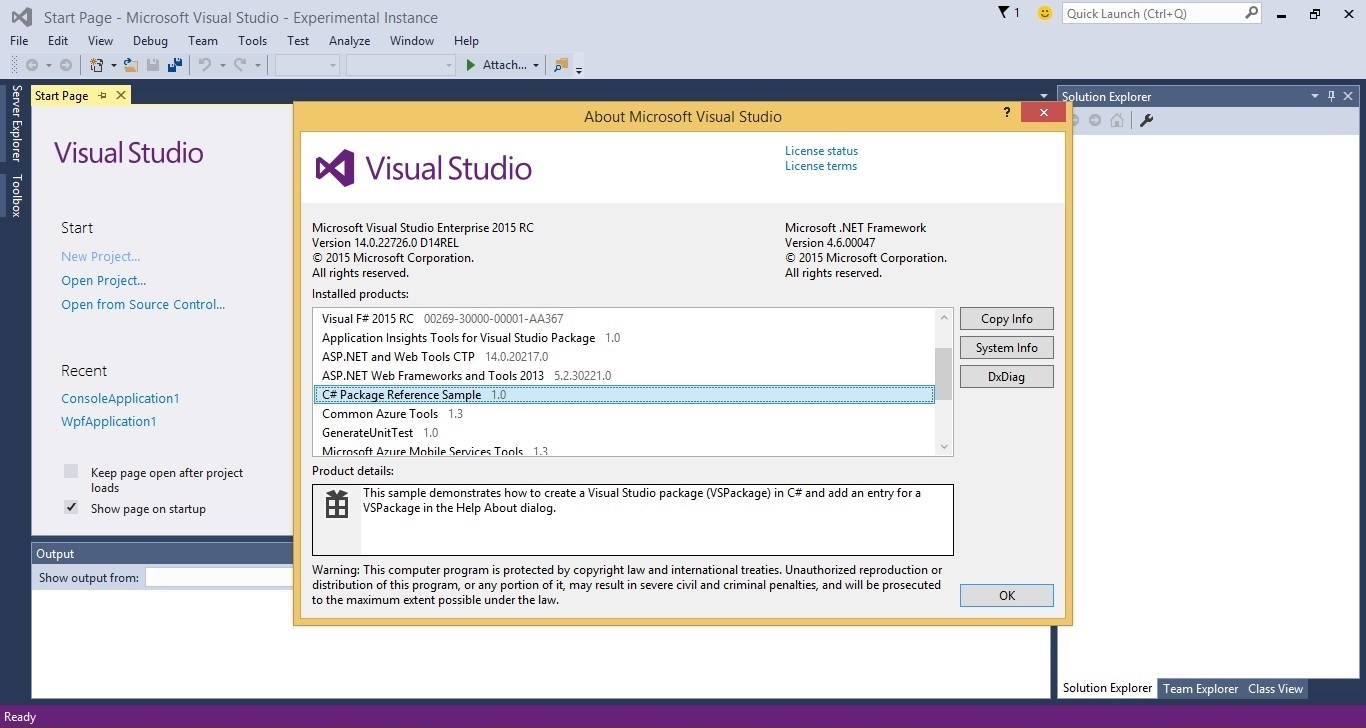 Start Page - Microsoft Visual Studio - Experimental Instance
1
Quick Launch (Ctrl+Q)
File Edit View Debug Team Tools Test Analyze Window Help
Attach...
Server Explorer
Toolbox
Start Page
Visual Studio
Start
New Project...
Open Project...
Open from Source Control...
Recent
ConsoleApplication1
WpfApplication1
Keep page open after project
loads
Show page on startup
Output
Show output from:
About Microsoft Visual Studio
?
Visual Studio
License status
License terms
Microsoft Visual Studio Enterprise 2015 RC
Version 14.0.22726.0 D14REL
© 2015 Microsoft Corporation.
All rights reserved.
Microsoft .NET Framework
Version 4.6.00047
© 2015 Microsoft Corporation.
All rights reserved.
Installed products:
Visual F# 2015 RC 00269-30000-00001-AA367
Application Insights Tools for Visual Studio Package 1.0
ASP.NET and Web Tools CTP 14.0.20217.0
ASP.NET Web Frameworks and Tools 2013 5.2.30221.0
C# Package Reference Sample 1.0
Common Azure Tools 1.3
GenerateUnitTest 1.0
Microsoft Azure Mobile Services Tools 1.3
Copy Info
System Info
DxDiag
Product details:
This sample demonstrates how to create a Visual Studio package (VSPackage) in C# and add an entry for a
VSPackage in the Help About dialog.
Warning: This computer program is protected by copyright law and international treaties. Unauthorized reproduction or
distribution of this program, or any portion of it, may result in severe civil and criminal penalties, and will be prosecuted
to the maximum extent possible under the law.
OK
Solution Explorer
Solution Explorer Team Explorer Class View
Ready